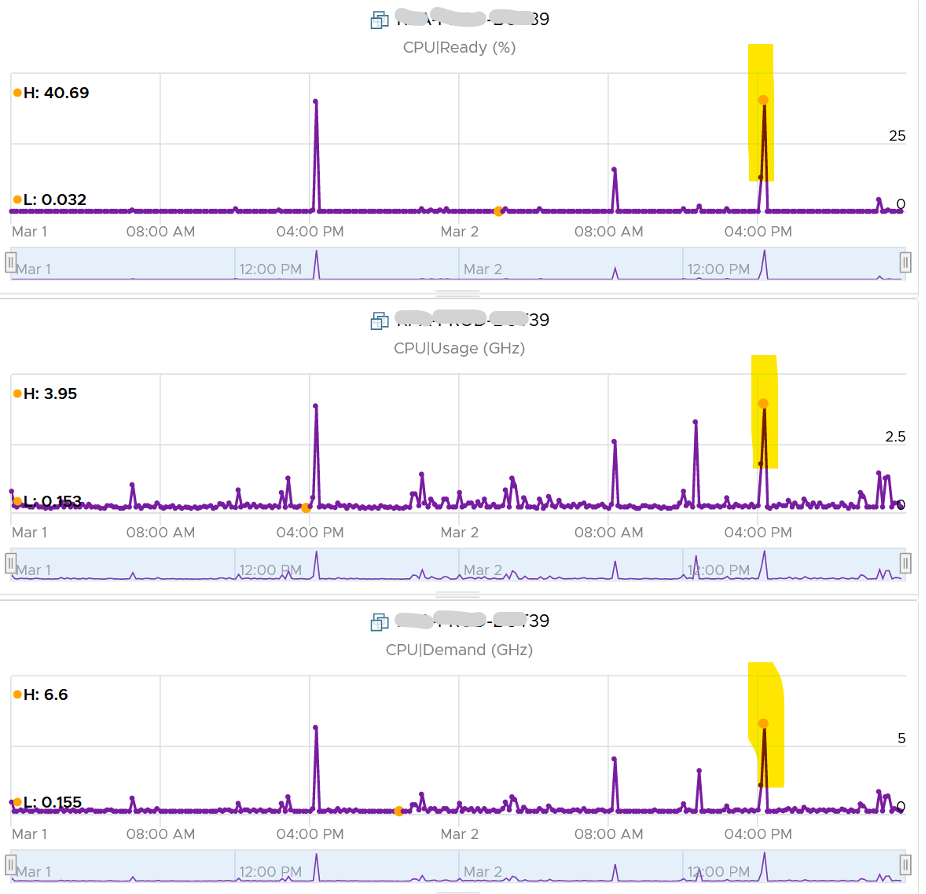 39
CPU|Ready (%)
H: 40.69
25
L: 0.032
0
Mar 1 08:00 AM 04:00 PM Mar 2 08:00 AM 04:00 PM
Mar 1 12:00 PM Mar 2 12:00 PM
39
CPU|Usage (GHz)
H: 3.95
2.5
L: 0.153
0
Mar 1 08:00 AM 04:00 PM Mar 2 08:00 AM 04:00 PM
Mar 1 12:00 PM Mar 2 12:00 PM
39
CPU|Demand (GHz)
H: 6.6
5
L: 0.155
0
Mar 1 08:00 AM 04:00 PM Mar 2 08:00 AM 04:00 PM
Mar 1 12:00 PM Mar 2 12:00 PM